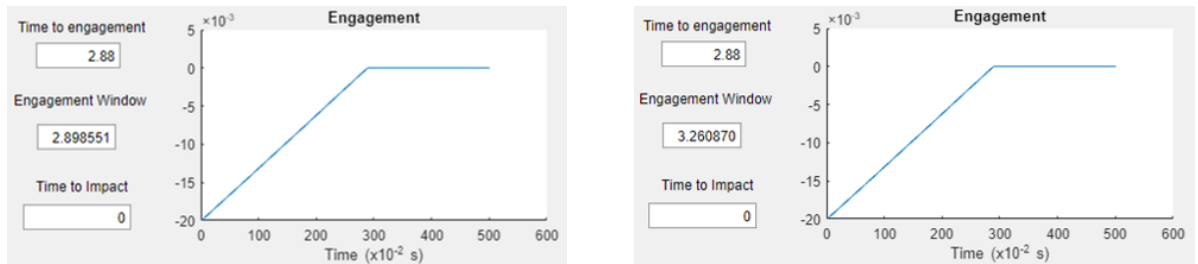 Time to engagement
2.88
Engagement Window
2.898551
Time to Impact
0
×10-3
Engagement
5
0
-5
-10
-15
-20
0 100 200 300 400 500 600
Time (x10-2 s)
Time to engagement
2.88
Engagement Window
3.260870
Time to Impact
0
×10-3
Engagement
5
0
-5
-10
-15
-20
0 100 200 300 400 500 600
Time (x10-2 s)